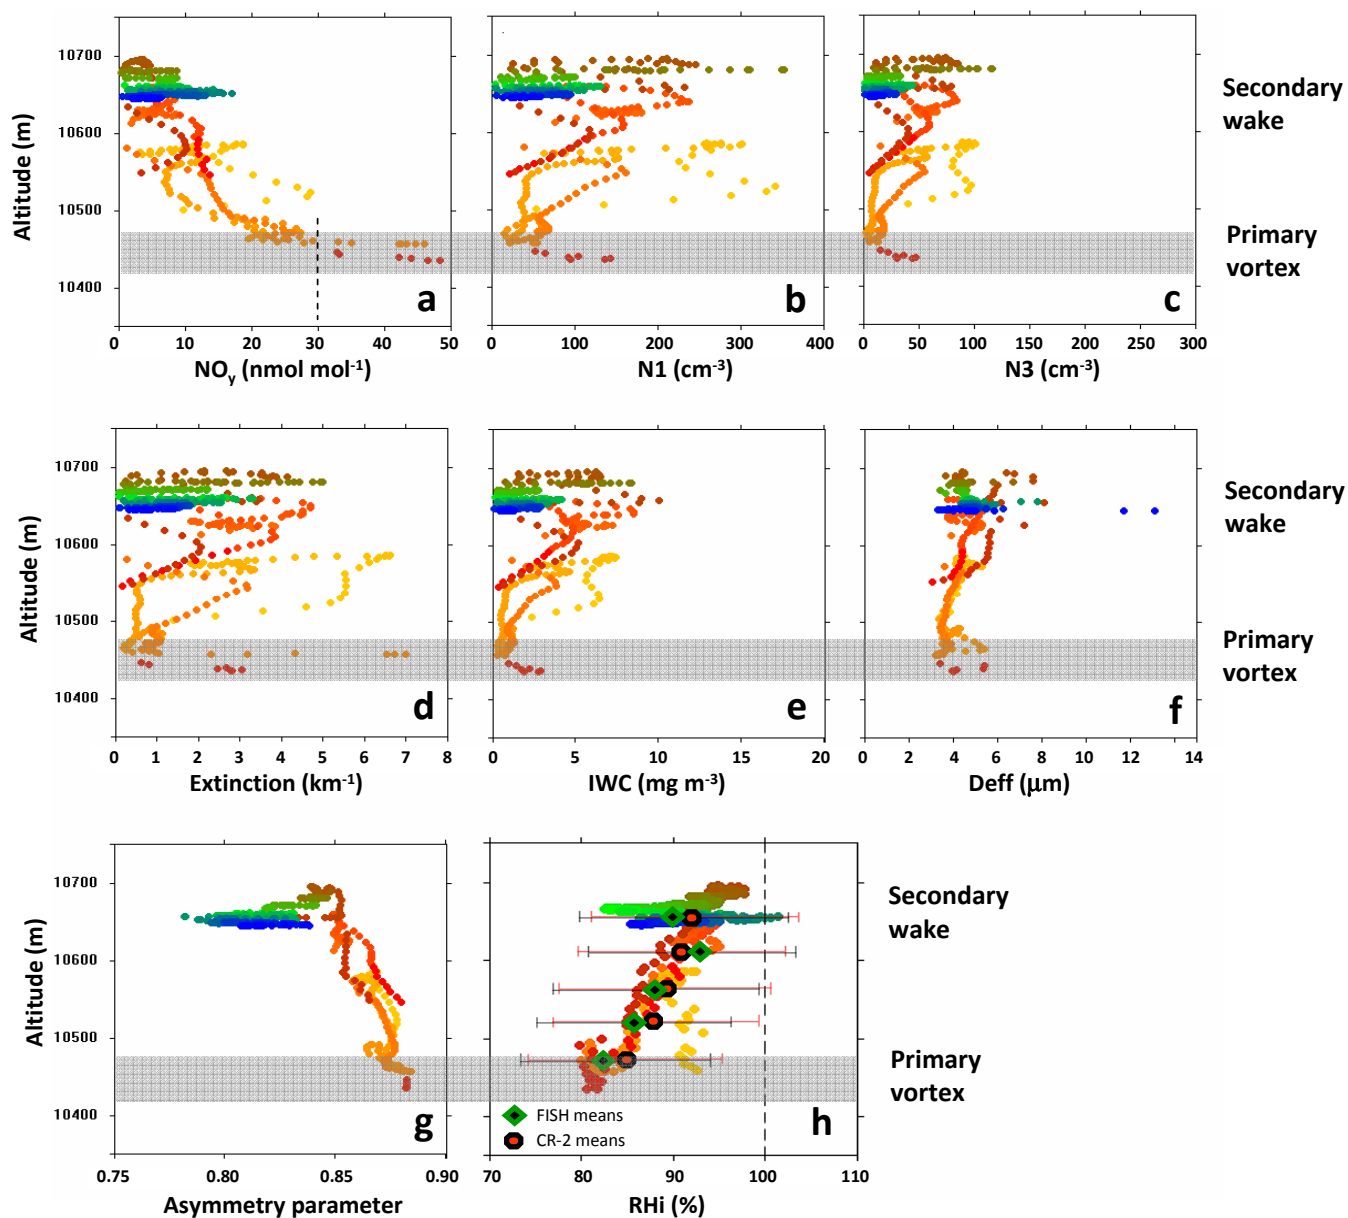 10700
10600
10500
10400
Altitude (m)
a
b
c
Secondary
wake
Primary
vortex
0 10 20 30 40 50
0 100 200 300 400
0 50 100 150 200 250 300
NOy (nmol mol-1)
N1 (cm-3)
N3 (cm-3)
10700
10600
10500
10400
Altitude (m)
d
e
f
Secondary
wake
Primary
vortex
0 1 2 3 4 5 6 7 8
0 5 10 15 20
0 2 4 6 8 10 12 14
Extinction (km-1)
IWC (mg m-3)
Deff (μm)
10700
10600
10500
10400
Altitude (m)
g
FISH means
CR-2 means
h
Secondary
wake
Primary
vortex
0.75 0.80 0.85 0.90
70 80 90 100 110
Asymmetry parameter
RHi (%)